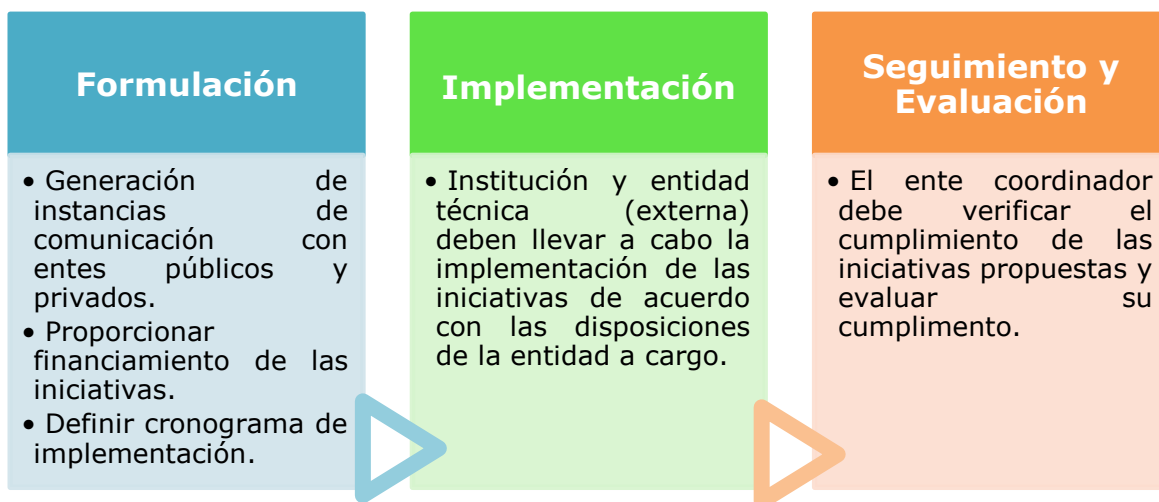 Formulación
• Generación de
instancias de
comunicación con
entes públicos y
privados.
• Proporcionar
financiamiento de las
iniciativas.
• Definir cronograma de
implementación.
Implementación
• Institución y entidad
técnica (externa)
deben llevar a cabo la
implementación de las
iniciativas de acuerdo
con las disposiciones
de la entidad a cargo.
Seguimiento y
Evaluación
• El ente coordinador
debe verificar el
cumplimiento de las
iniciativas propuestas y
evaluar su
cumplimento.